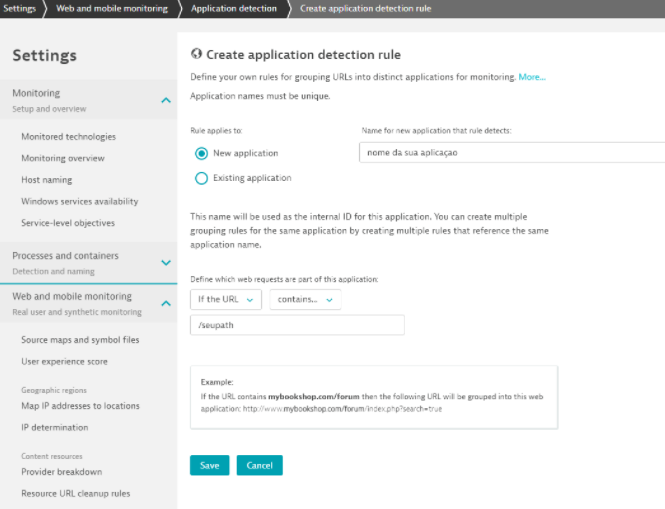 Settings
Web and mobile monitoring
Application detection
Create application detection rule
Settings
Monitoring
Setup and overview
Monitored technologies
Monitoring overview
Host naming
Windows services availability
Service-level objectives
Processes and containers
Detection and naming
Web and mobile monitoring
Real user and synthetic monitoring
Source maps and symbol files
User experience score
Geographic regions
Map IP addresses to locations
IP determination
Content resources
Provider breakdown
Resource URL cleanup rules
Create application detection rule
Define your own rules for grouping URLs into distinct applications for monitoring. More...
Application names must be unique.
Rule applies to:
New application
Existing application
Name for new application that rule detects:
nome da sua aplicaçao
This name will be used as the internal ID for this application. You can create multiple
grouping rules for the same application by creating multiple rules that reference the same
application name.
Define which web requests are part of this application:
If the URL
contains...
/seupath
Example:
If the URL contains mybookshop.com/forum then the following URL will be grouped into this web
application: http://www.mybookshop.com/forum/index.php?search=true
Save
Cancel